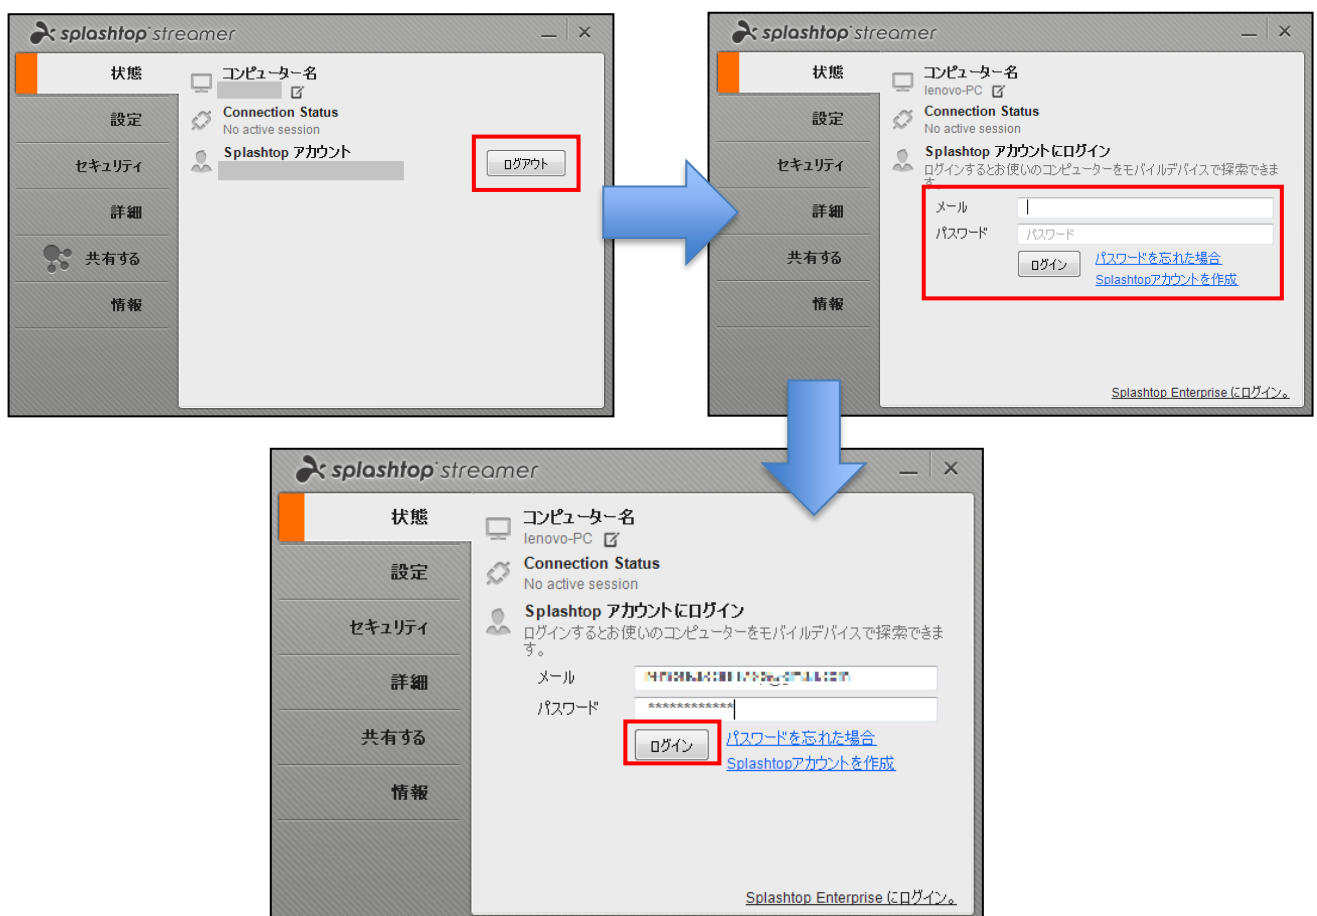 splashtop streamer
状態
設定
セキュリティ
詳細
共有する
情報
コンピューター名
Connection Status
No active session
Splashtop アカウント
ログアウト
splashtop streamer
状態
設定
セキュリティ
詳細
共有する
情報
コンピューター名
lenovo-PC
Connection Status
No active session
Splashtop アカウントにログイン
ログインするとお使いのコンピューターをモバイルデバイスで探索できま
す。
メール
パスワード
パスワード
ログイン
パスワードを忘れた場合
Splashtopアカウントを作成
Splashtop Enterprise にログイン。
splashtop streamer
状態
設定
セキュリティ
詳細
共有する
情報
コンピューター名
lenovo-PC
Connection Status
No active session
Splashtop アカウントにログイン
ログインするとお使いのコンピューターをモバイルデバイスで探索できま
す。
メール
パスワード
************
ログイン
パスワードを忘れた場合
Splashtopアカウントを作成
Splashtop Enterprise にログイン。